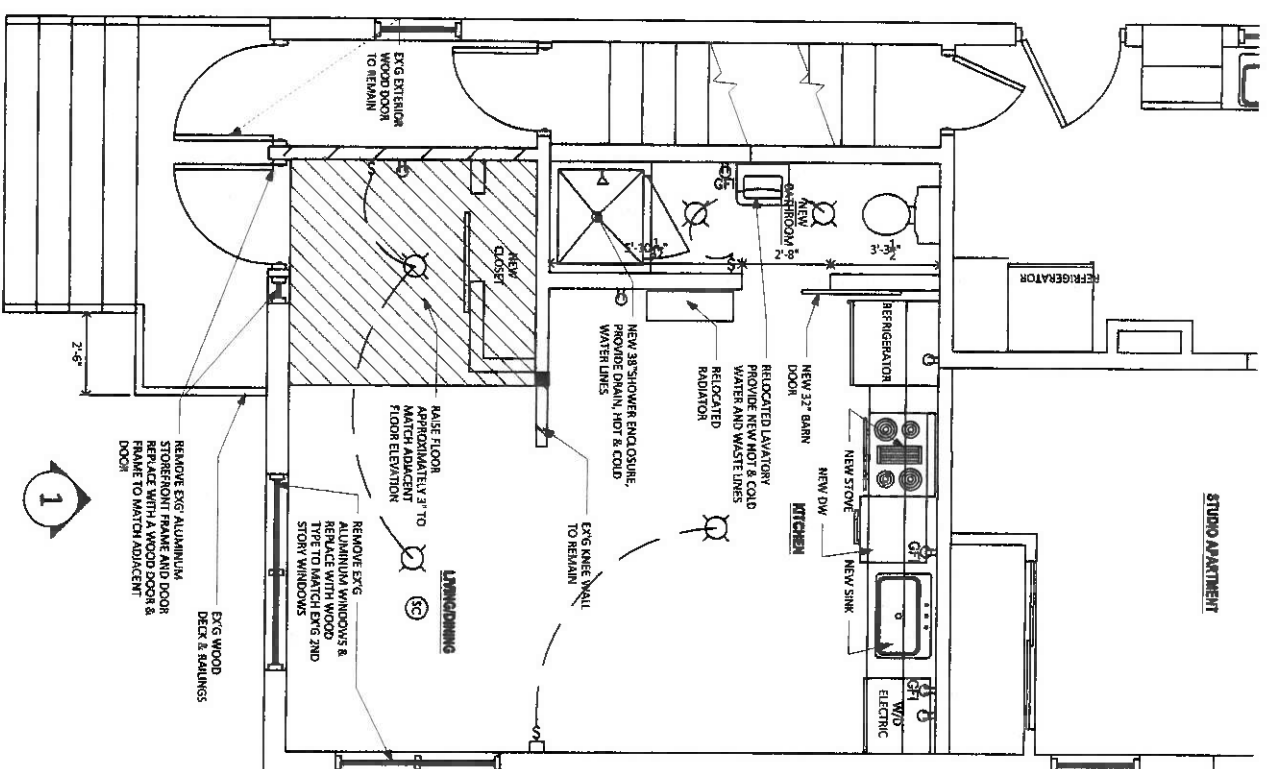 EX'G EXTERIOR
WOOD DOOR
TO REMAIN
GFI
NEW
BATHROOM
5'-10½"
2'-8"
3'-3½"
S
S
NEW
CLOSET
REFRIGERATOR
REFRIGERATOR
NEW 38"SHOWER ENCLOSURE,
PROVIDE DRAIN, HOT & COLD
WATER LINES
RELOCATED
RADIATOR
RELOCATED LAVATORY
PROVIDE NEW HOT & COLD
WATER AND WASTE LINES
NEW 32" BARN
DOOR
2'-6"
RAISE FLOOR
APPROXIMATELY 3" TO
MATCH ADJACENT
FLOOR ELEVATION
NEW STOVE
NEW DW
NEW SINK
KITCHEN
GFI
STUDIO APARTMENT
REMOVE EXG' ALUMINUM
STOREFRONT FRAME AND DOOR
REPLACE WITH A WOOD DOOR &
FRAME TO MATCH ADJACENT
DOOR
1
REMOVE EX'G
ALUMINUM WINDOWS &
REPLACE WITH WOOD
TYPE TO MATCH EX'G 2ND
STORY WINDOWS
EX'G KNEE WALL
TO REMAIN
LIVING/DINING
SC
EX'G WOOD
DECK & RAILINGS
S
GFI
W/D
ELECTRIC